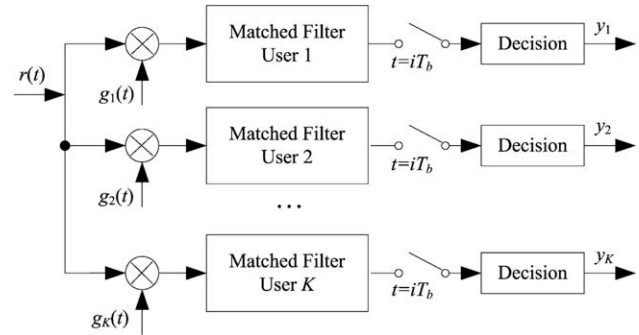 Matched Filter
User 1
Decision
y1
r(t)
t=iTb
g1(t)
Matched Filter
User 2
Decision
y2
t=iTb
g2(t)
...
Matched Filter
User K
Decision
yK
t=iTb
gK(t)